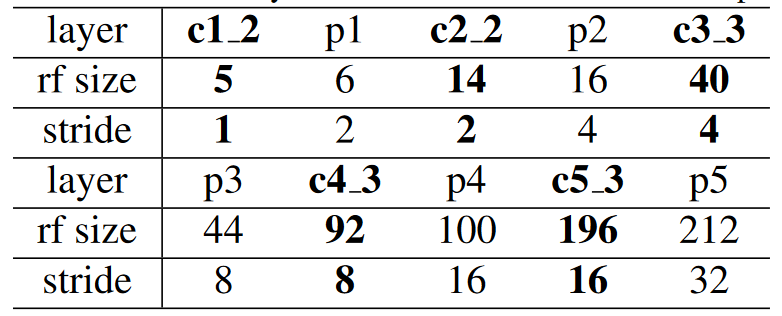 layer c1_2 p1 c2_2 p2 c3_3
rf size 5 6 14 16 40
stride 1 2 2 4 4
layer p3 c4_3 p4 c5_3 p5
rf size 44 92 100 196 212
stride 8 8 16 16 32